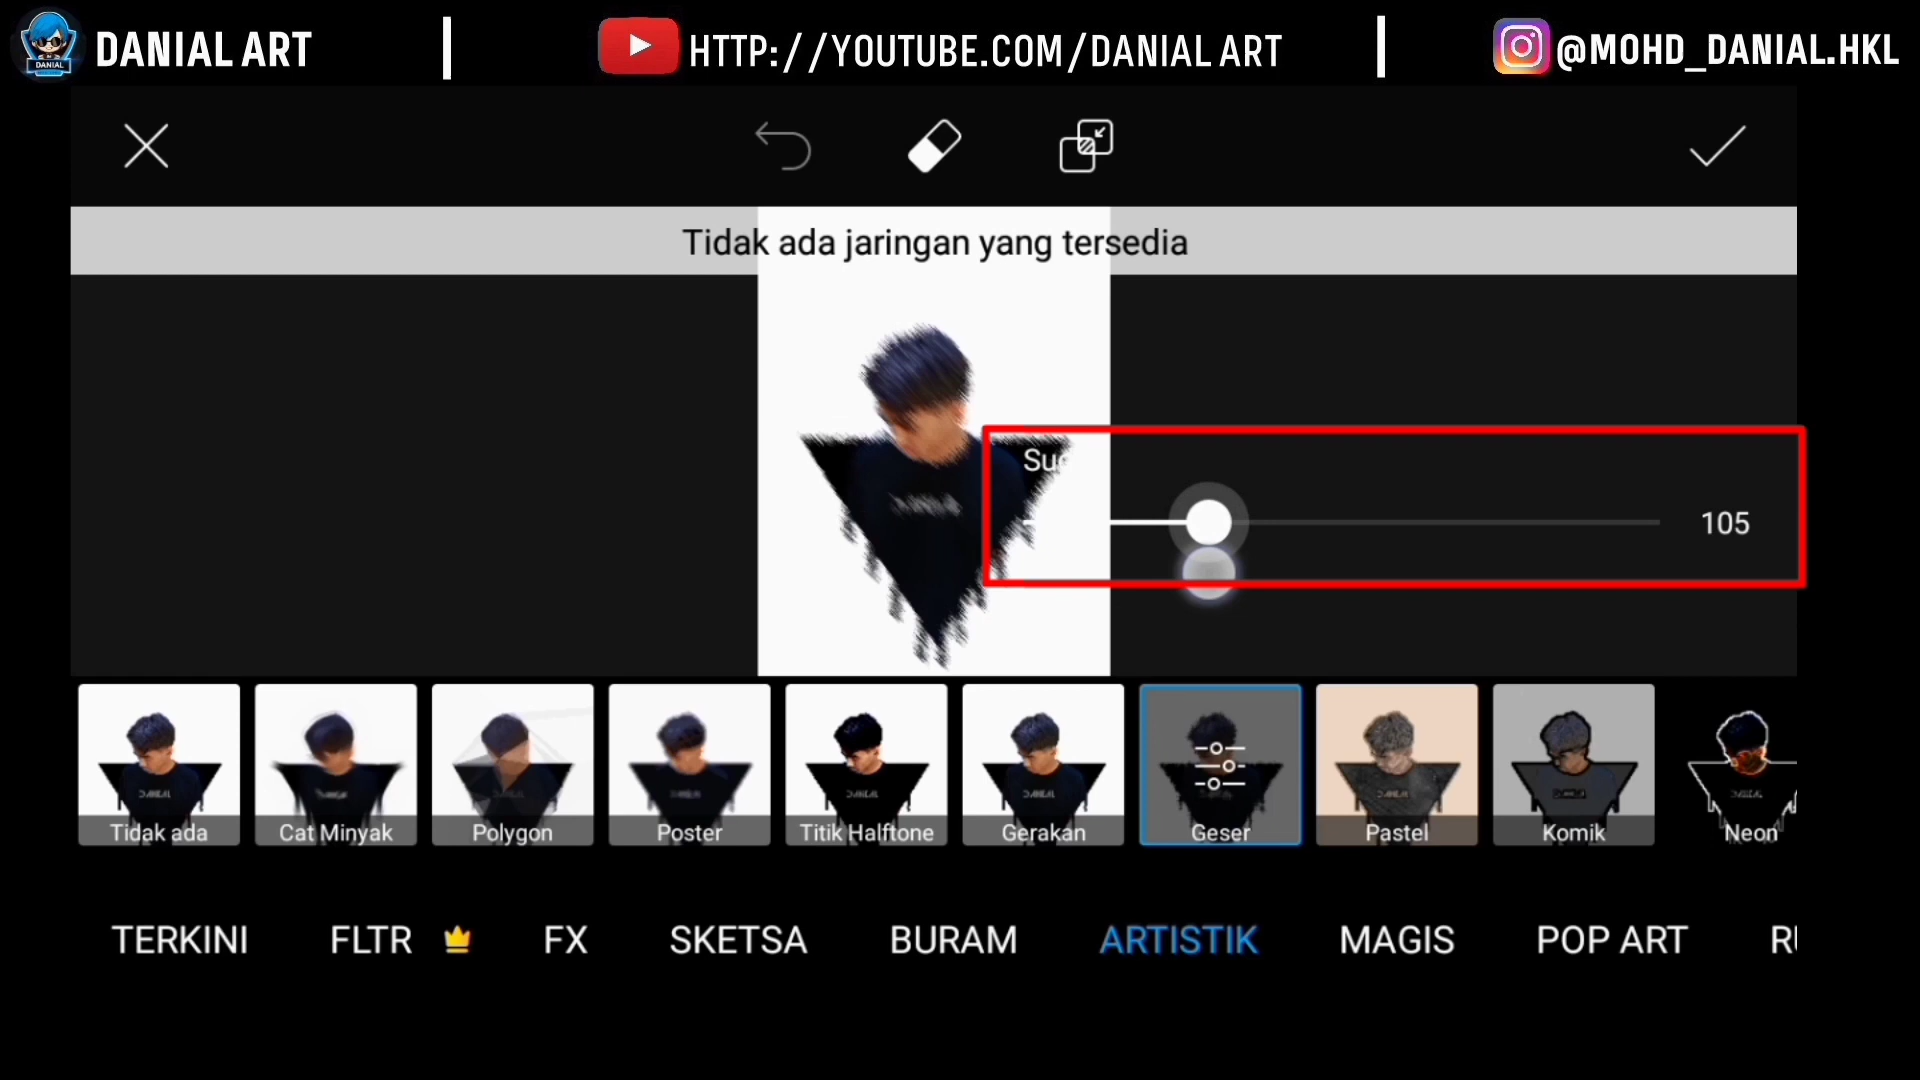 DANIAL
DANIAL ART
HTTP://YOUTUBE.COM/DANIAL ART
@MOHD_DANIAL.HKL
Tidak ada jaringan yang tersedia
105
Tidak ada
Cat Minyak
Polygon
Poster
Titik Halftone
Gerakan
Geser
Pastel
Komik
Neon
TERKINI
FLTR
FX
SKETSA
BURAM
ARTISTIK
MAGIS
POP ART